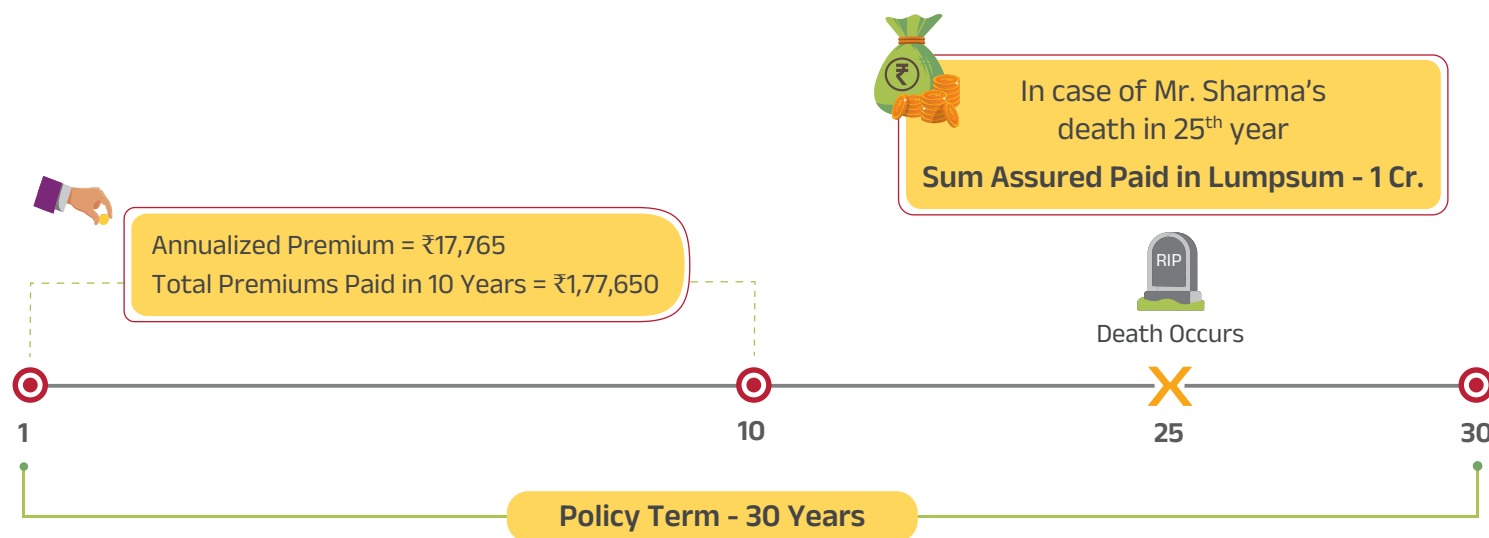 ₹
In case of Mr. Sharma’s
death in 25th year
Sum Assured Paid in Lumpsum - 1 Cr.
Annualized Premium = ₹17,765
Total Premiums Paid in 10 Years = ₹1,77,650
RIP
Death Occurs
1
10
25
30
Policy Term - 30 Years